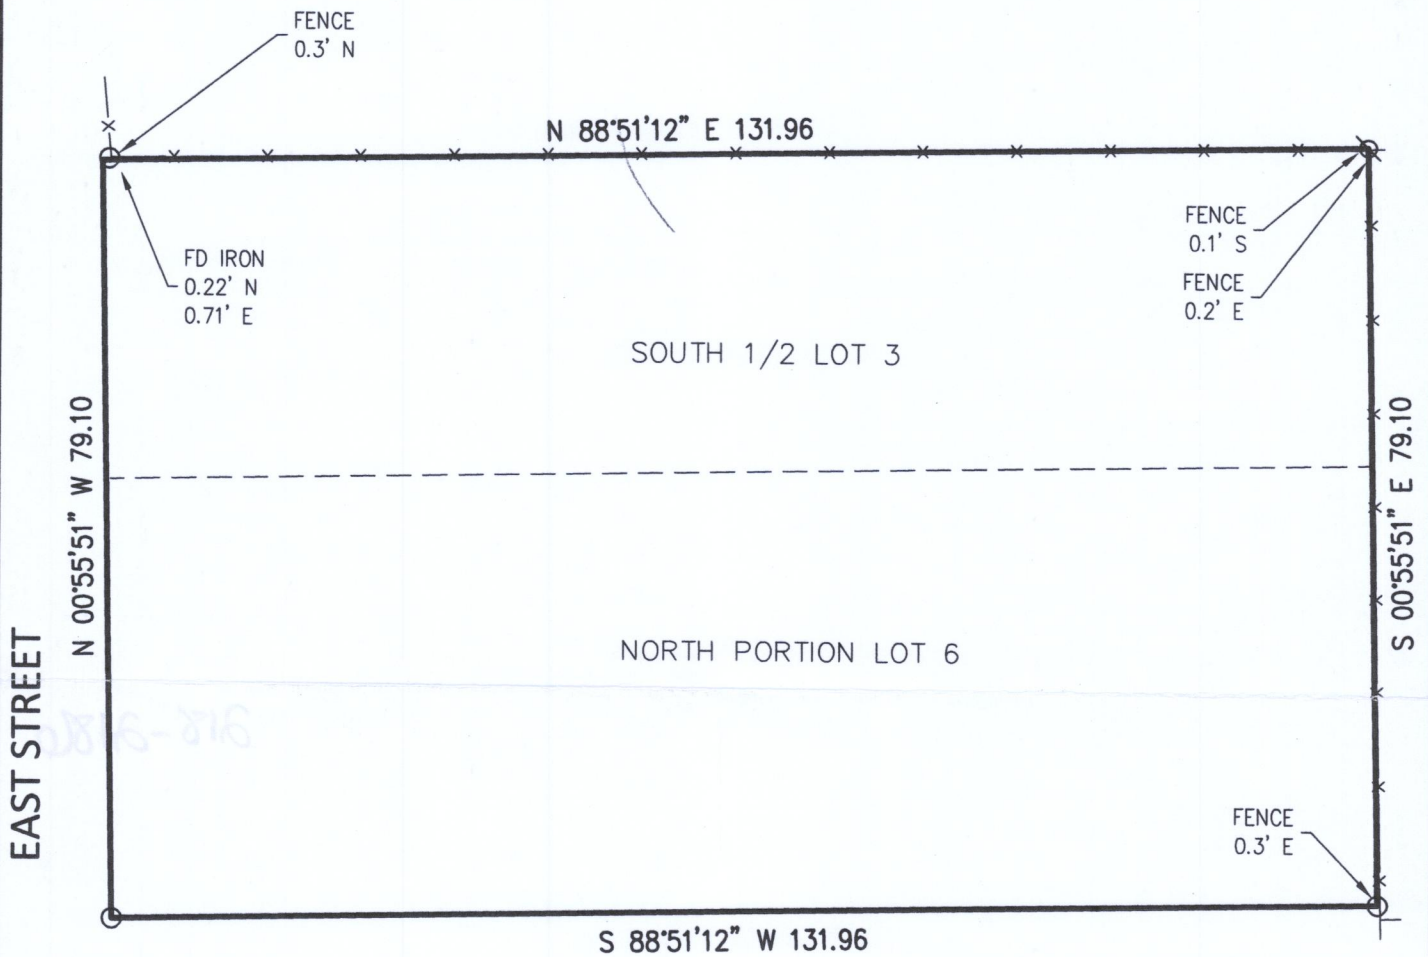 FENCE
0.3' N
N 88°51'12" E 131.96
FENCE
0.1' S
FENCE
0.2' E
FD IRON
0.22' N
0.71' E
SOUTH 1/2 LOT 3
N 00°55'51" W 79.10
S 00°55'51" E 79.10
NORTH PORTION LOT 6
EAST STREET
FENCE
0.3' E
S 88°51'12" W 131.96